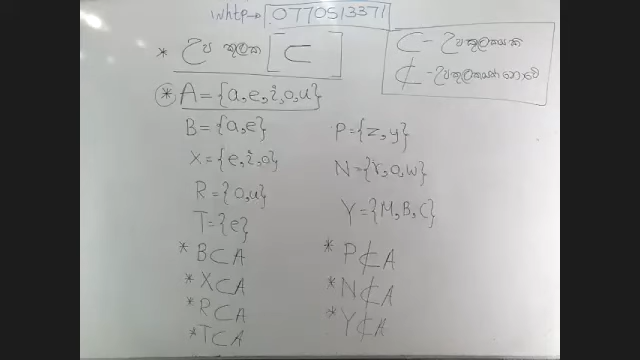 Whtp→ 0770513371
* උප කුලක ⊂
⊂ - උපකුලකයකි
⊄ - උපකුලකයක් නොවේ
* A = {a, e, i, o, u}
B = {a, e}
X = {e, i, o}
R = {o, u}
T = {e}
* B⊂A
* X⊂A
* R⊂A
* T⊂A
P = {z, y}
N = {r, o, w}
Y = {M, B, C}
* P⊄A
* N⊄A
* Y⊄A